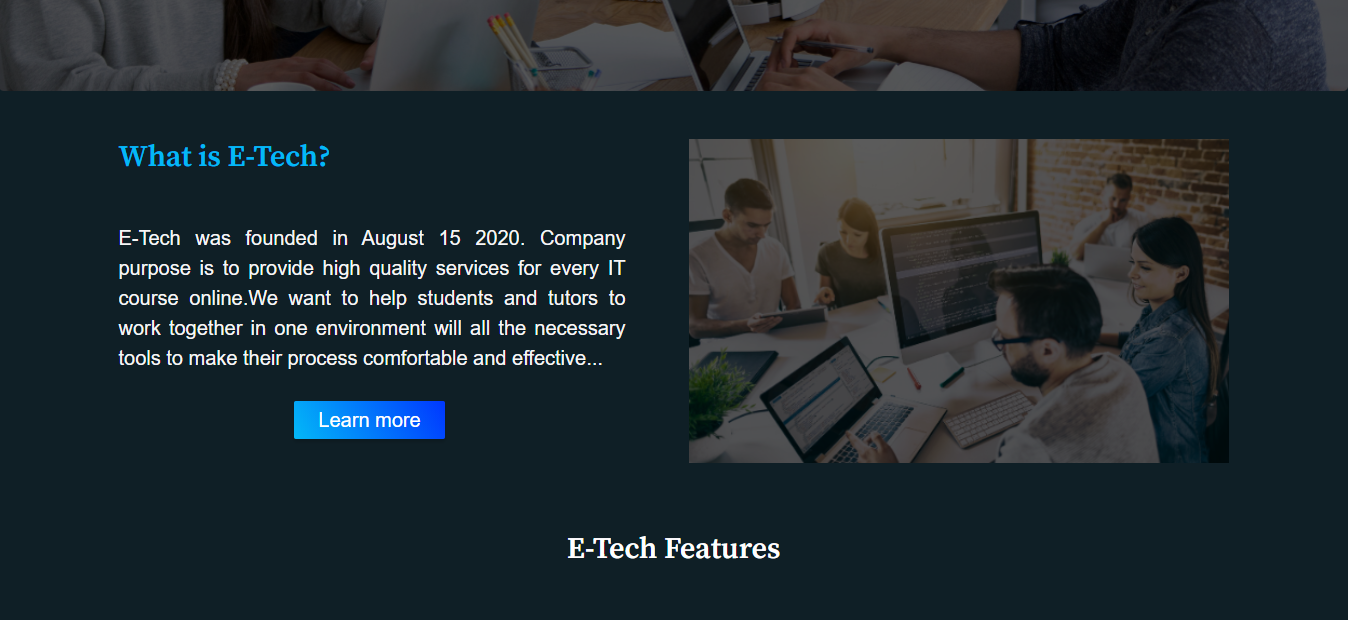 What is E-Tech?
E-Tech was founded in August 15 2020. Company
purpose is to provide high quality services for every IT
course online.We want to help students and tutors to
work together in one environment will all the necessary
tools to make their process comfortable and effective...
Learn more
E-Tech Features